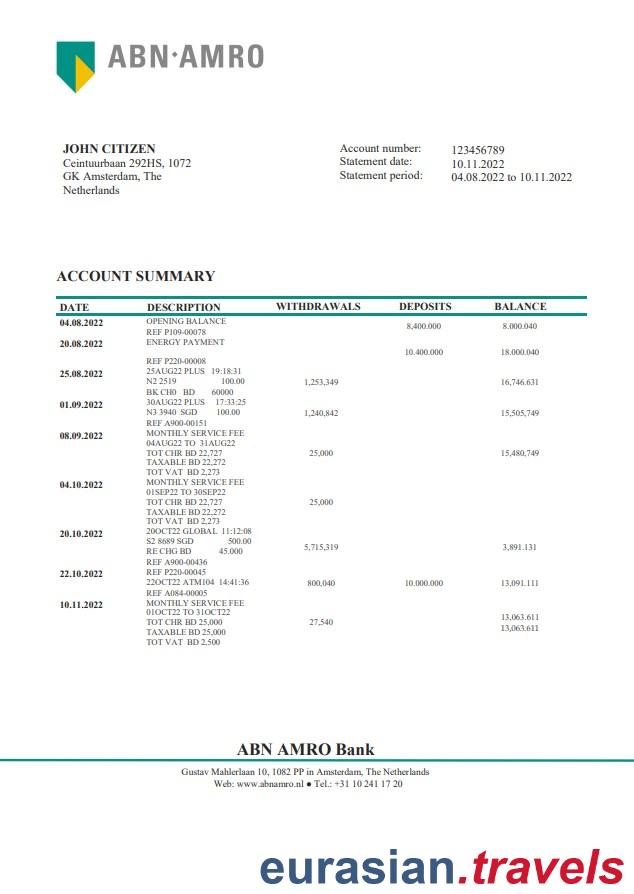 ABN·AMRO
JOHN CITIZEN
Ceintuurbaan 292HS, 1072
GK Amsterdam, The
Netherlands
Account number: 123456789
Statement date: 10.11.2022
Statement period: 04.08.2022 to 10.11.2022
ACCOUNT SUMMARY
DATE DESCRIPTION WITHDRAWALS DEPOSITS BALANCE
04.08.2022 OPENING BALANCE 8,400.000 8.000.040
REF P109-00078
20.08.2022 ENERGY PAYMENT
10.400.000 18.000.040
REF P220-00008
25.08.2022 25AUG22 PLUS 19:18:31
N2 2519 100.00 1,253,349 16,746.631
BK CH0 BD 60000
01.09.2022 30AUG22 PLUS 17:33:25
N3 3940 SGD 100.00 1,240,842 15,505,749
REF A900-00151
08.09.2022 MONTHLY SERVICE FEE
04AUG22 TO 31AUG22
TOT CHR BD 22,727 25,000 15,480,749
TAXABLE BD 22,272
TOT VAT BD 2,273
04.10.2022 MONTHLY SERVICE FEE
01SEP22 TO 30SEP22
TOT CHR BD 22,727 25,000
TAXABLE BD 22,272
TOT VAT BD 2,273
20.10.2022 20OCT22 GLOBAL 11:12:08
S2 8689 SGD 500.00
RE CHG BD 45.000 5,715,319 3,891.131
REF A900-00436
22.10.2022 REF P220-00045
22OCT22 ATM104 14:41:36 800,040 10.000.000 13,091.111
REF A084-00005
10.11.2022 MONTHLY SERVICE FEE
01OCT22 TO 31OCT22 13,063.611
TOT CHR BD 25,000 27,540
TAXABLE BD 25,000 13,063.611
TOT VAT BD 2,500
ABN AMRO Bank
Gustav Mahlerlaan 10, 1082 PP in Amsterdam, The Netherlands
Web: www.abnamro.nl ● Tel.: +31 10 241 17 20
eurasian.travels